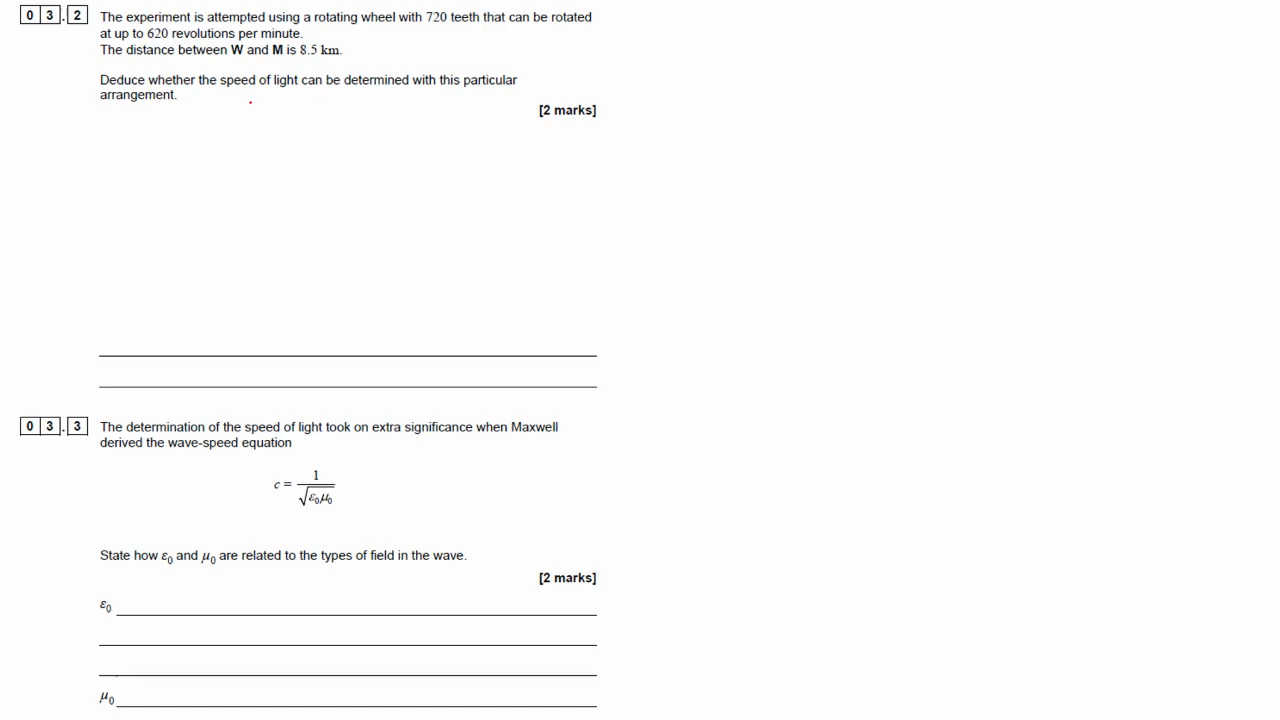 03.2 The experiment is attempted using a rotating wheel with 720 teeth that can be rotated
at up to 620 revolutions per minute.
The distance between W and M is 8.5 km.
Deduce whether the speed of light can be determined with this particular
arrangement.
[2 marks]
03.3 The determination of the speed of light took on extra significance when Maxwell
derived the wave-speed equation
c = 1/√(ε₀μ₀)
State how ε₀ and μ₀ are related to the types of field in the wave.
[2 marks]
ε₀
μ₀